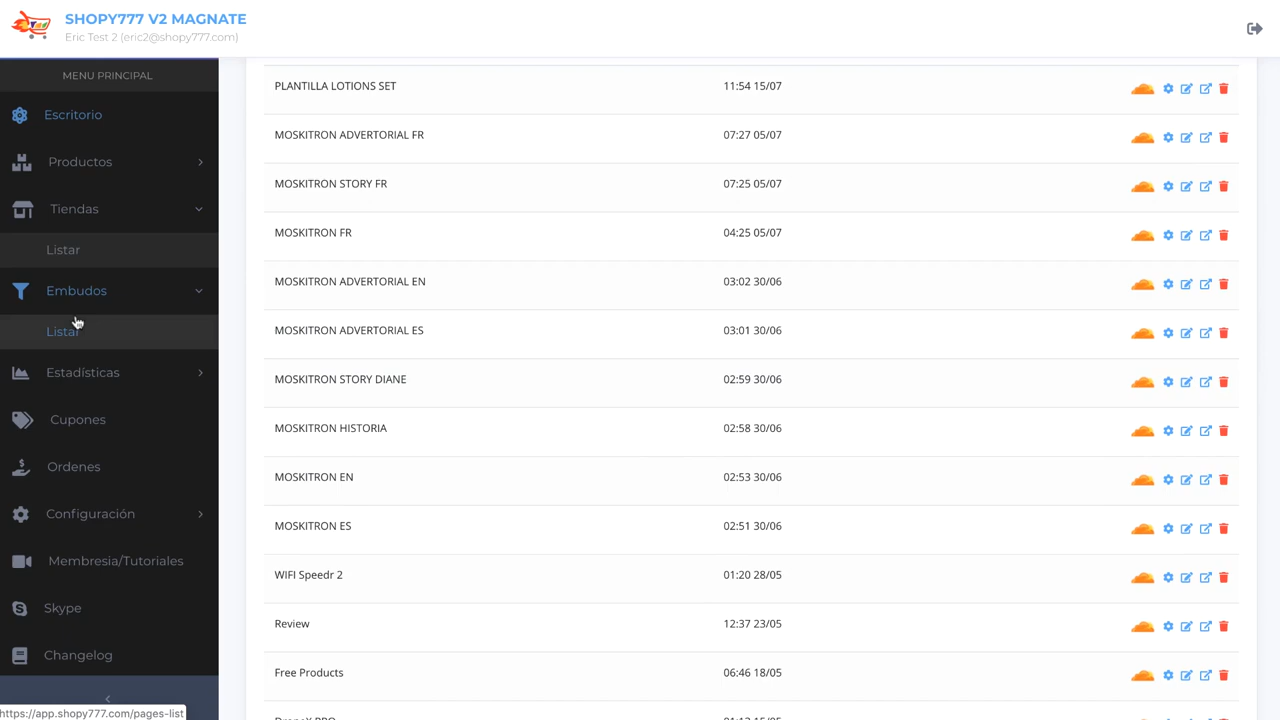 SHOPY777 V2 MAGNATE
Eric Test 2 (eric2@shopy777.com)
MENU PRINCIPAL
Escritorio
Productos
Tiendas
Listar
Embudos
Listar
Estadísticas
Cupones
Ordenes
Configuración
Membresia/Tutoriales
Skype
Changelog
https://app.shopy777.com/pages-list
PLANTILLA LOTIONS SET 11:54 15/07
MOSKITRON ADVERTORIAL FR 07:27 05/07
MOSKITRON STORY FR 07:25 05/07
MOSKITRON FR 04:25 05/07
MOSKITRON ADVERTORIAL EN 03:02 30/06
MOSKITRON ADVERTORIAL ES 03:01 30/06
MOSKITRON STORY DIANE 02:59 30/06
MOSKITRON HISTORIA 02:58 30/06
MOSKITRON EN 02:53 30/06
MOSKITRON ES 02:51 30/06
WIFI Speedr 2 01:20 28/05
Review 12:37 23/05
Free Products 06:46 18/05